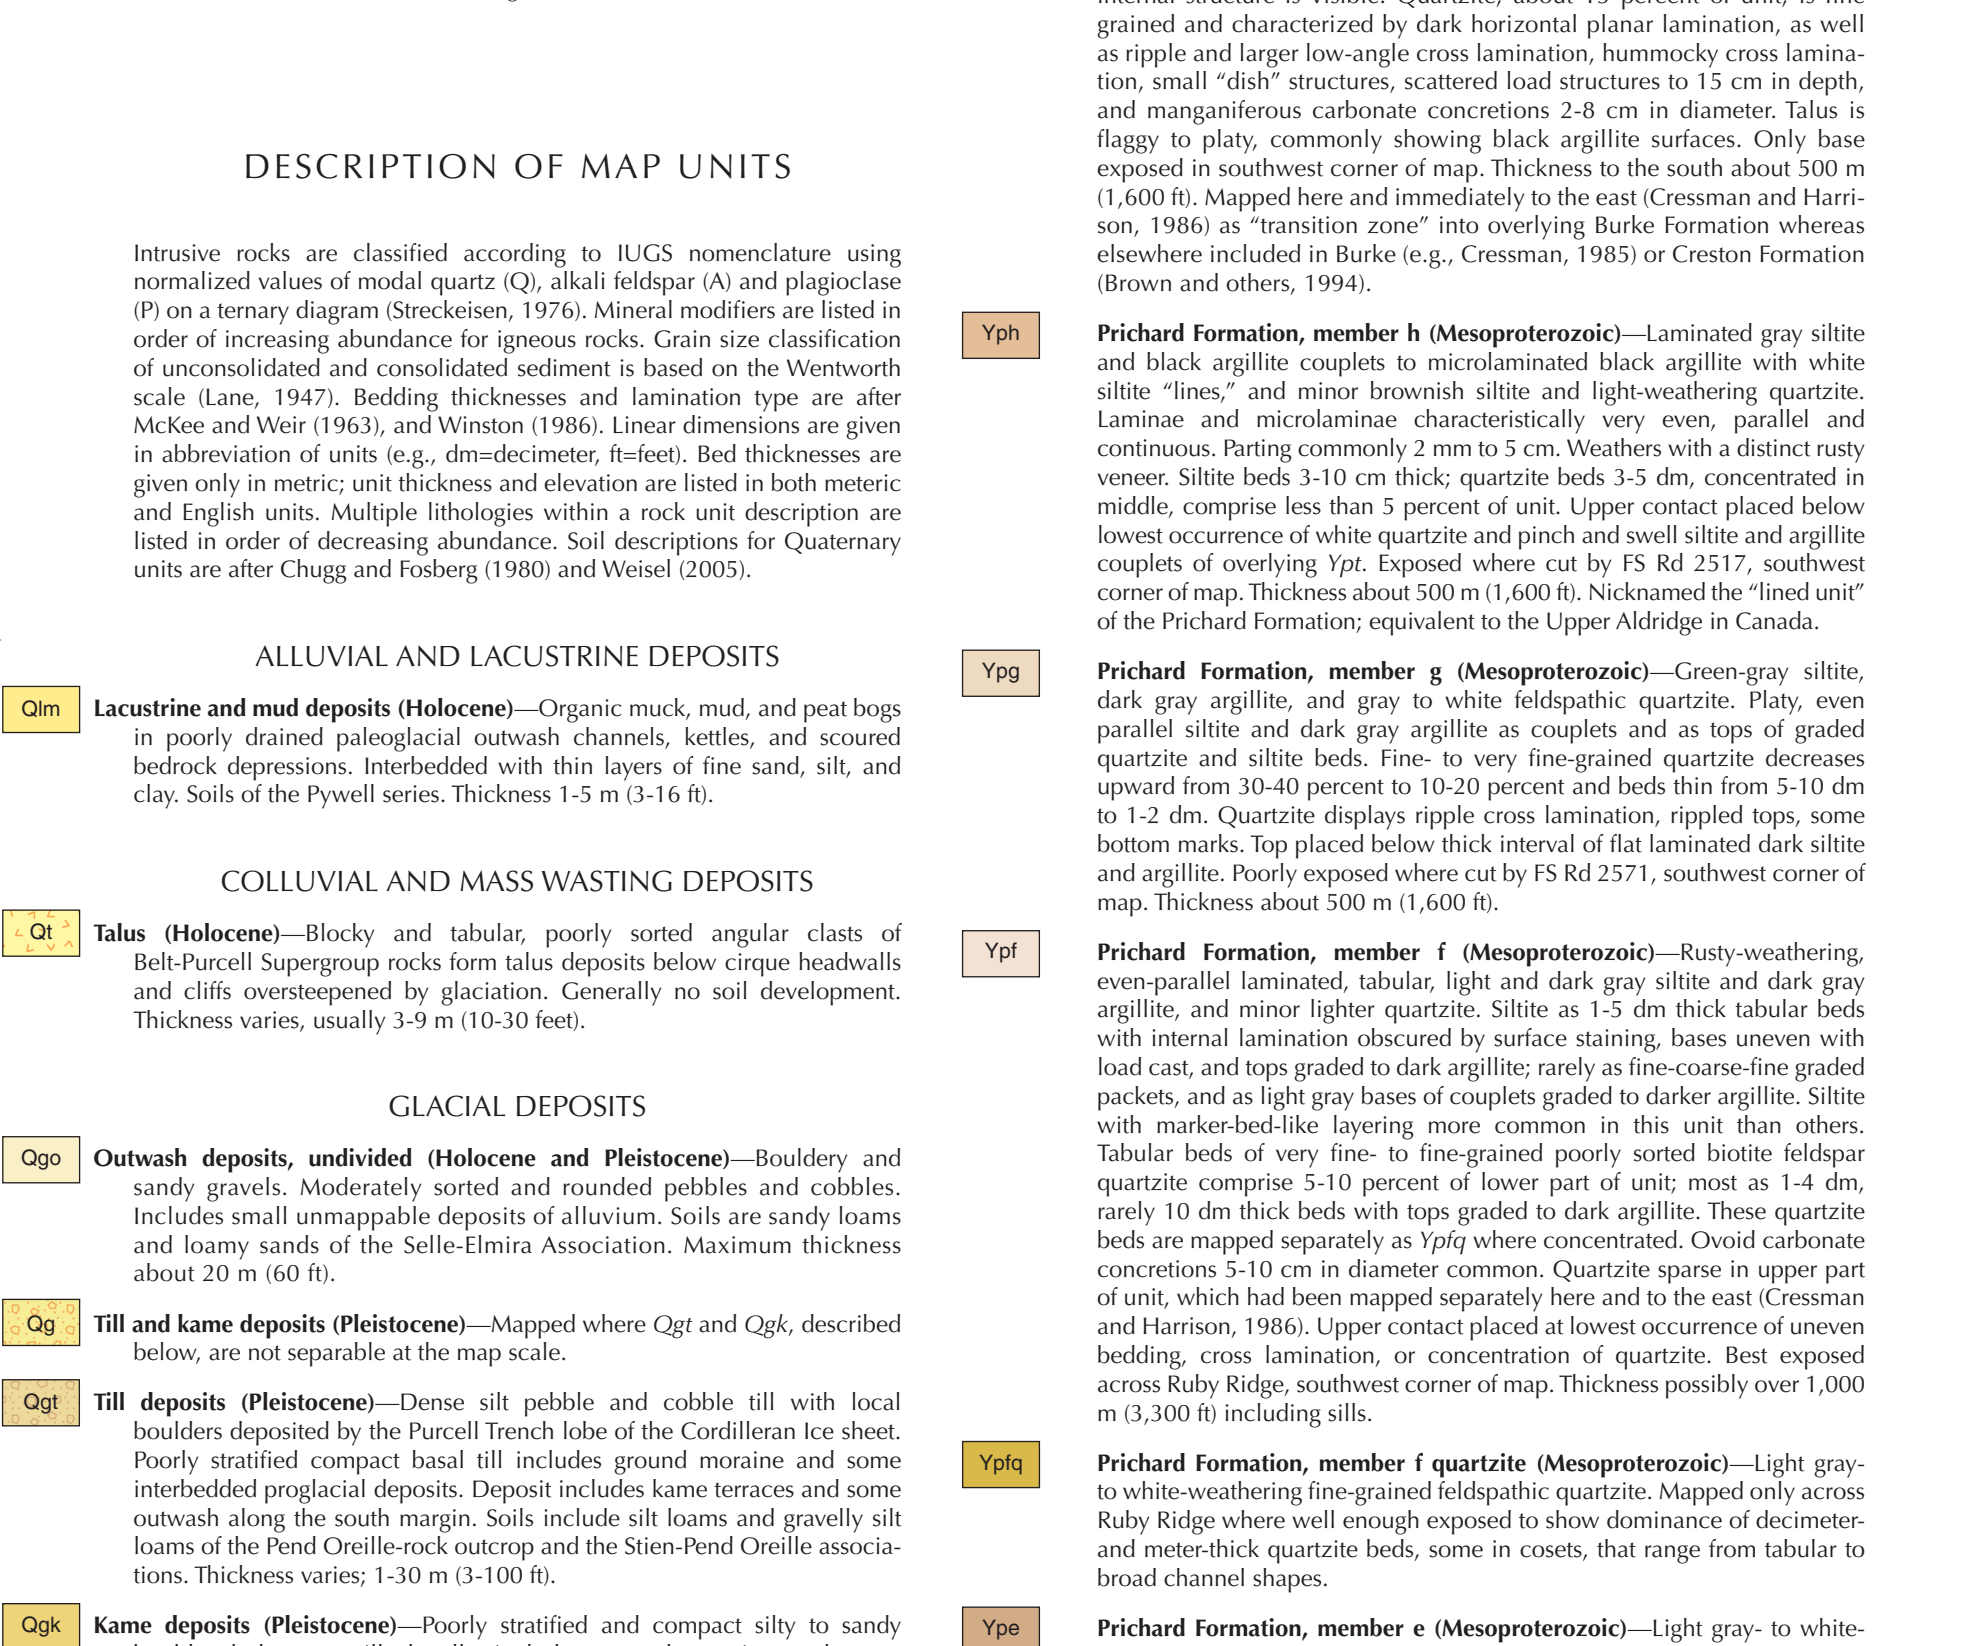 DESCRIPTION OF MAP UNITS
Intrusive rocks are classified according to IUGS nomenclature using
normalized values of modal quartz (Q), alkali feldspar (A) and plagioclase
(P) on a ternary diagram (Streckeisen, 1976). Mineral modifiers are listed in
order of increasing abundance for igneous rocks. Grain size classification
of unconsolidated and consolidated sediment is based on the Wentworth
scale (Lane, 1947). Bedding thicknesses and lamination type are after
McKee and Weir (1963), and Winston (1986). Linear dimensions are given
in abbreviation of units (e.g., dm=decimeter, ft=feet). Bed thicknesses are
given only in metric; unit thickness and elevation are listed in both meteric
and English units. Multiple lithologies within a rock unit description are
listed in order of decreasing abundance. Soil descriptions for Quaternary
units are after Chugg and Fosberg (1980) and Weisel (2005).
ALLUVIAL AND LACUSTRINE DEPOSITS
Qlm
Lacustrine and mud deposits (Holocene)—Organic muck, mud, and peat bogs
in poorly drained paleoglacial outwash channels, kettles, and scoured
bedrock depressions. Interbedded with thin layers of fine sand, silt, and
clay. Soils of the Pywell series. Thickness 1-5 m (3-16 ft).
COLLUVIAL AND MASS WASTING DEPOSITS
Qt
Talus (Holocene)—Blocky and tabular, poorly sorted angular clasts of
Belt-Purcell Supergroup rocks form talus deposits below cirque headwalls
and cliffs oversteepened by glaciation. Generally no soil development.
Thickness varies, usually 3-9 m (10-30 feet).
GLACIAL DEPOSITS
Qgo
Outwash deposits, undivided (Holocene and Pleistocene)—Bouldery and
sandy gravels. Moderately sorted and rounded pebbles and cobbles.
Includes small unmappable deposits of alluvium. Soils are sandy loams
and loamy sands of the Selle-Elmira Association. Maximum thickness
about 20 m (60 ft).
Qg
Till and kame deposits (Pleistocene)—Mapped where Qgt and Qgk, described
below, are not separable at the map scale.
Qgt
Till deposits (Pleistocene)—Dense silt pebble and cobble till with local
boulders deposited by the Purcell Trench lobe of the Cordilleran Ice sheet.
Poorly stratified compact basal till includes ground moraine and some
interbedded proglacial deposits. Deposit includes kame terraces and some
outwash along the south margin. Soils include silt loams and gravelly silt
loams of the Pend Oreille-rock outcrop and the Stien-Pend Oreille associa-
tions. Thickness varies; 1-30 m (3-100 ft).
Qgk
Kame deposits (Pleistocene)—Poorly stratified and compact silty to sandy
grained and characterized by dark horizontal planar lamination, as well
as ripple and larger low-angle cross lamination, hummocky cross lamina-
tion, small “dish” structures, scattered load structures to 15 cm in depth,
and manganiferous carbonate concretions 2-8 cm in diameter. Talus is
flaggy to platy, commonly showing black argillite surfaces. Only base
exposed in southwest corner of map. Thickness to the south about 500 m
(1,600 ft). Mapped here and immediately to the east (Cressman and Harri-
son, 1986) as “transition zone” into overlying Burke Formation whereas
elsewhere included in Burke (e.g., Cressman, 1985) or Creston Formation
(Brown and others, 1994).
Yph
Prichard Formation, member h (Mesoproterozoic)—Laminated gray siltite
and black argillite couplets to microlaminated black argillite with white
siltite “lines,” and minor brownish siltite and light-weathering quartzite.
Laminae and microlaminae characteristically very even, parallel and
continuous. Parting commonly 2 mm to 5 cm. Weathers with a distinct rusty
veneer. Siltite beds 3-10 cm thick; quartzite beds 3-5 dm, concentrated in
middle, comprise less than 5 percent of unit. Upper contact placed below
lowest occurrence of white quartzite and pinch and swell siltite and argillite
couplets of overlying Ypt. Exposed where cut by FS Rd 2517, southwest
corner of map. Thickness about 500 m (1,600 ft). Nicknamed the “lined unit”
of the Prichard Formation; equivalent to the Upper Aldridge in Canada.
Ypg
Prichard Formation, member g (Mesoproterozoic)—Green-gray siltite,
dark gray argillite, and gray to white feldspathic quartzite. Platy, even
parallel siltite and dark gray argillite as couplets and as tops of graded
quartzite and siltite beds. Fine- to very fine-grained quartzite decreases
upward from 30-40 percent to 10-20 percent and beds thin from 5-10 dm
to 1-2 dm. Quartzite displays ripple cross lamination, rippled tops, some
bottom marks. Top placed below thick interval of flat laminated dark siltite
and argillite. Poorly exposed where cut by FS Rd 2571, southwest corner of
map. Thickness about 500 m (1,600 ft).
Ypf
Prichard Formation, member f (Mesoproterozoic)—Rusty-weathering,
even-parallel laminated, tabular, light and dark gray siltite and dark gray
argillite, and minor lighter quartzite. Siltite as 1-5 dm thick tabular beds
with internal lamination obscured by surface staining, bases uneven with
load cast, and tops graded to dark argillite; rarely as fine-coarse-fine graded
packets, and as light gray bases of couplets graded to darker argillite. Siltite
with marker-bed-like layering more common in this unit than others.
Tabular beds of very fine- to fine-grained poorly sorted biotite feldspar
quartzite comprise 5-10 percent of lower part of unit; most as 1-4 dm,
rarely 10 dm thick beds with tops graded to dark argillite. These quartzite
beds are mapped separately as Ypfq where concentrated. Ovoid carbonate
concretions 5-10 cm in diameter common. Quartzite sparse in upper part
of unit, which had been mapped separately here and to the east (Cressman
and Harrison, 1986). Upper contact placed at lowest occurrence of uneven
bedding, cross lamination, or concentration of quartzite. Best exposed
across Ruby Ridge, southwest corner of map. Thickness possibly over 1,000
m (3,300 ft) including sills.
Ypfq
Prichard Formation, member f quartzite (Mesoproterozoic)—Light gray-
to white-weathering fine-grained feldspathic quartzite. Mapped only across
Ruby Ridge where well enough exposed to show dominance of decimeter-
and meter-thick quartzite beds, some in cosets, that range from tabular to
broad channel shapes.
Ype
Prichard Formation, member e (Mesoproterozoic)—Light gray- to white-